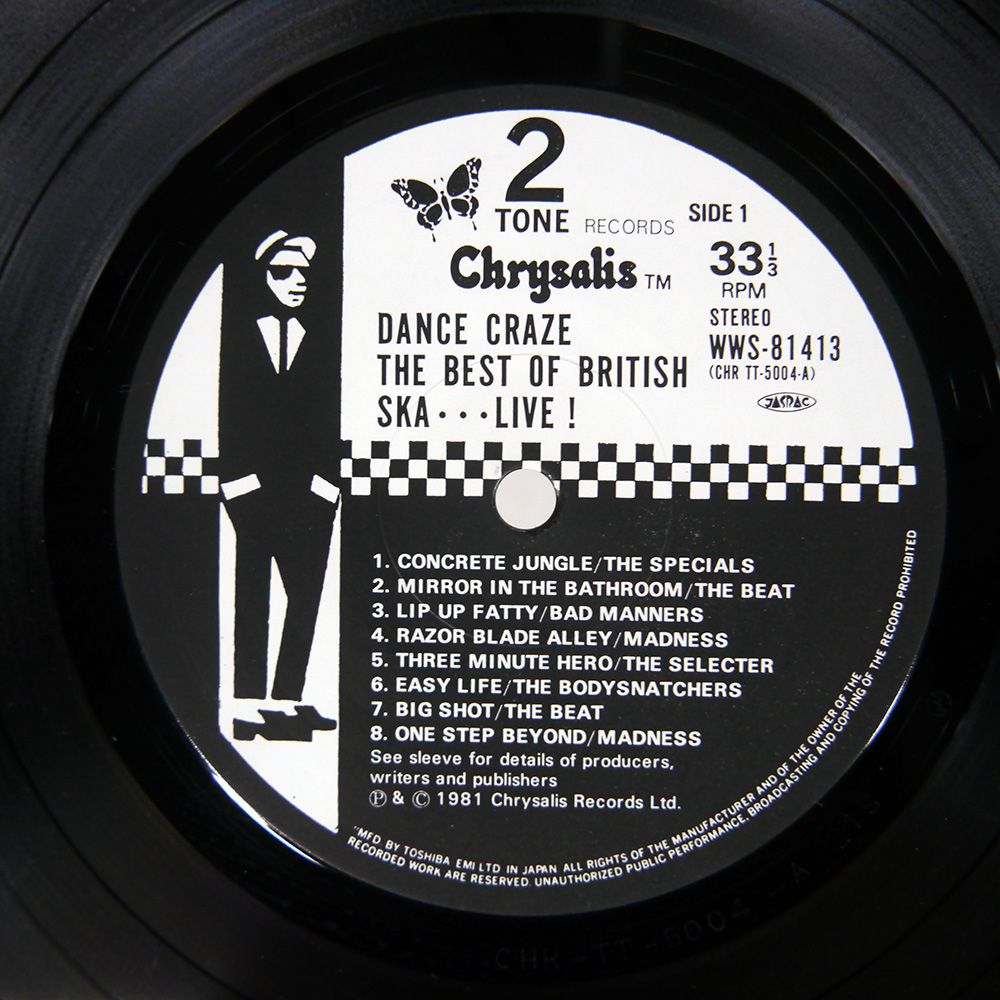 2
TONE RECORDS
SIDE 1
Chrysalis TM
33 1/3
RPM
STEREO
WWS-81413
(CHR TT-5004-A)
JASRAC
DANCE CRAZE
THE BEST OF BRITISH
SKA···LIVE!
1. CONCRETE JUNGLE/THE SPECIALS
2. MIRROR IN THE BATHROOM/THE BEAT
3. LIP UP FATTY/BAD MANNERS
4. RAZOR BLADE ALLEY/MADNESS
5. THREE MINUTE HERO/THE SELECTER
6. EASY LIFE/THE BODYSNATCHERS
7. BIG SHOT/THE BEAT
8. ONE STEP BEYOND/MADNESS
See sleeve for details of producers,
writers and publishers
Ⓟ & © 1981 Chrysalis Records Ltd.
"MFD BY TOSHIBA EMI LTD IN JAPAN ALL RIGHTS OF THE MANUFACTURER AND OF THE OWNER OF THE
RECORDED WORK ARE RESERVED. UNAUTHORIZED PUBLIC PERFORMANCE, BROADCASTING AND COPYING OF THE RECORD PROHIBITED
CHR-TT-5004-A